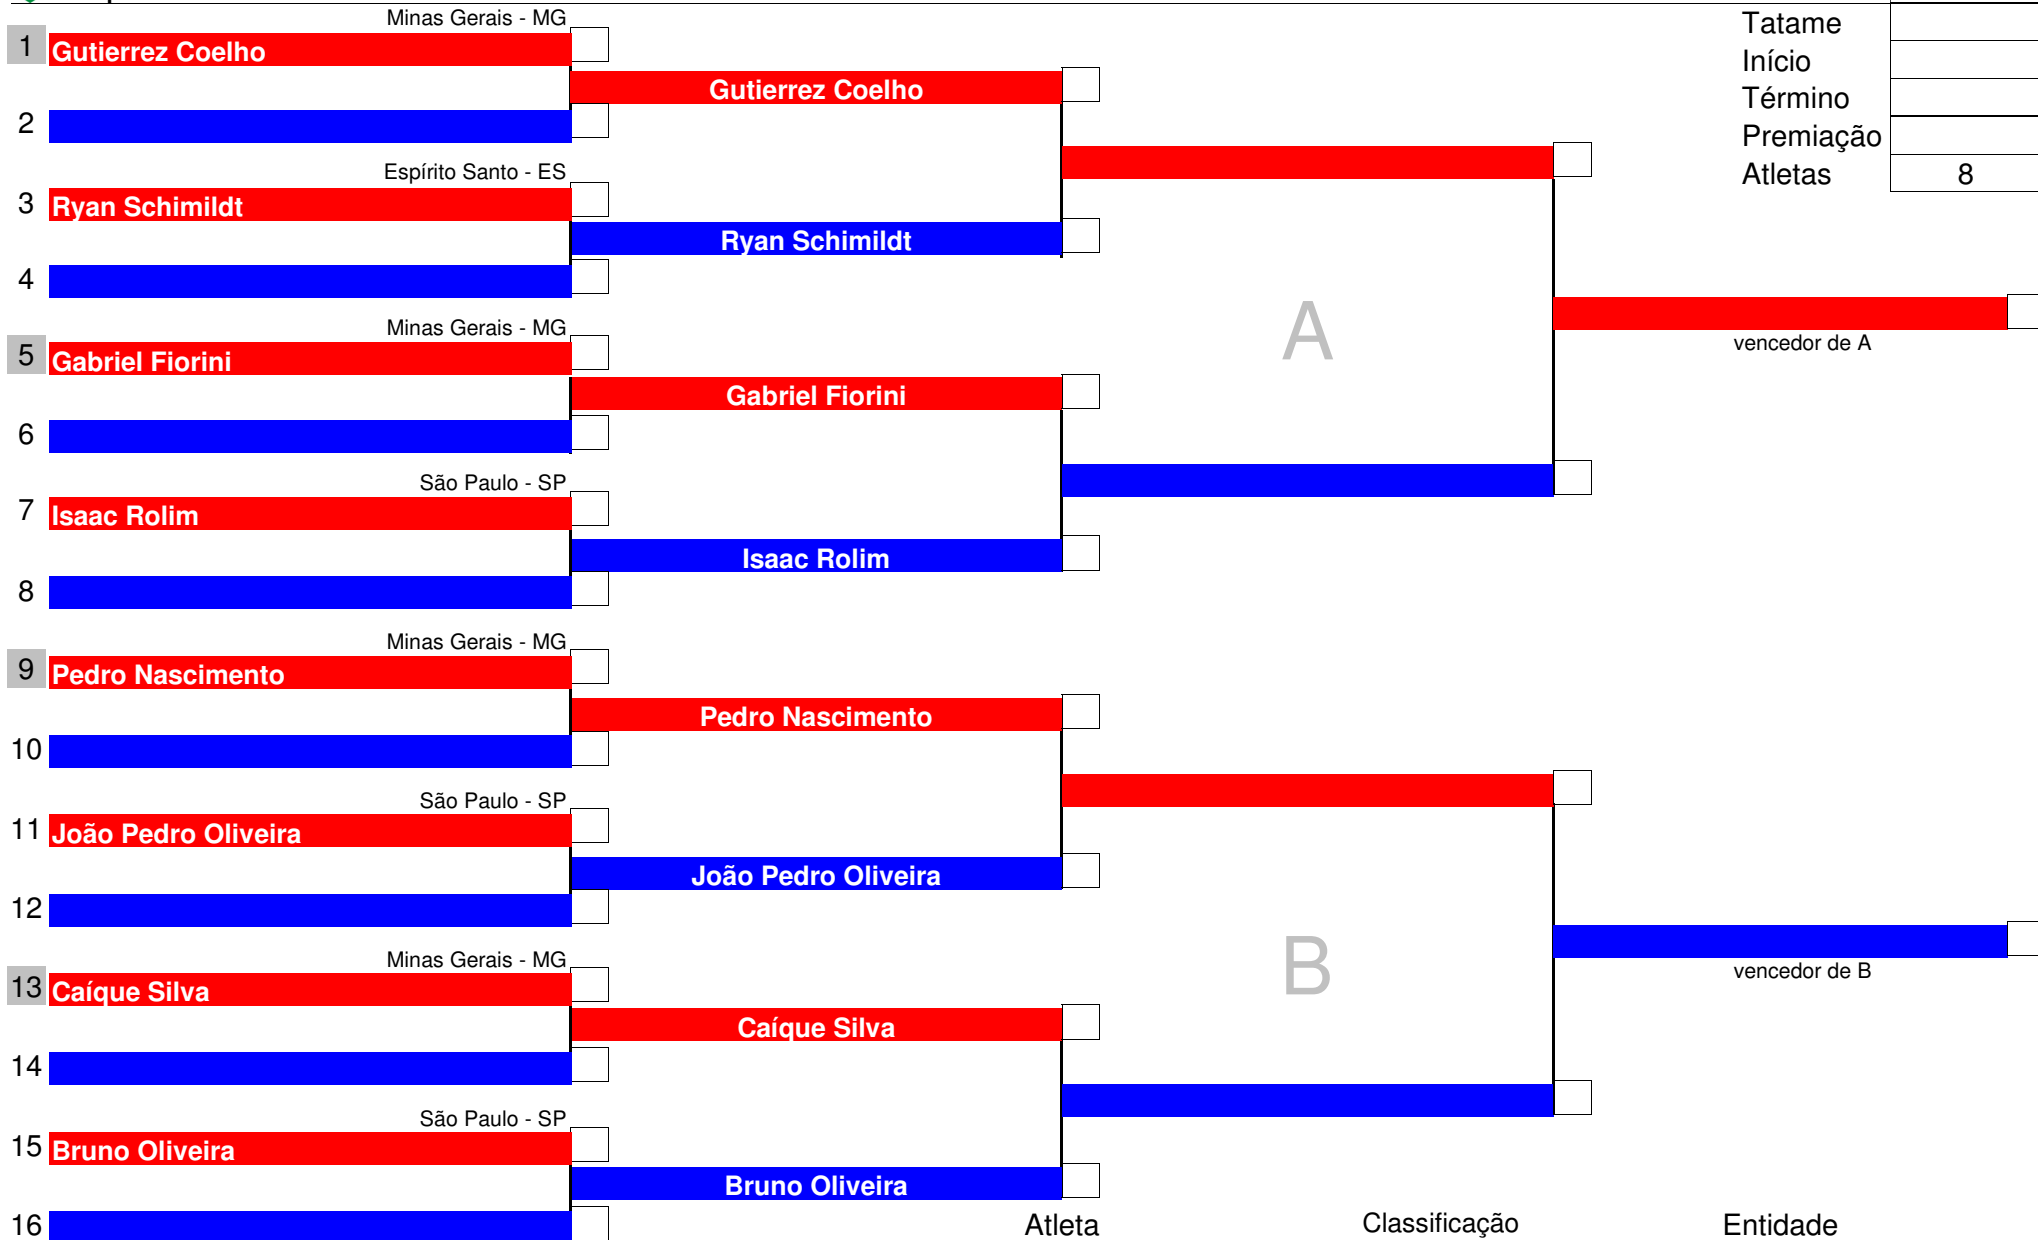 Minas Gerais - MG
1 Gutierrez Coelho
Gutierrez Coelho
2
Espírito Santo - ES
3 Ryan Schimildt
Ryan Schimildt
4
Minas Gerais - MG
5 Gabriel Fiorini
Gabriel Fiorini
6
São Paulo - SP
7 Isaac Rolim
Isaac Rolim
8
Minas Gerais - MG
9 Pedro Nascimento
Pedro Nascimento
10
São Paulo - SP
11 João Pedro Oliveira
João Pedro Oliveira
12
Minas Gerais - MG
13 Caíque Silva
Caíque Silva
14
São Paulo - SP
15 Bruno Oliveira
Bruno Oliveira
16
A
B
Tatame
Início
Término
Premiação
Atletas 8
vencedor de A
vencedor de B
Atleta Classificação Entidade